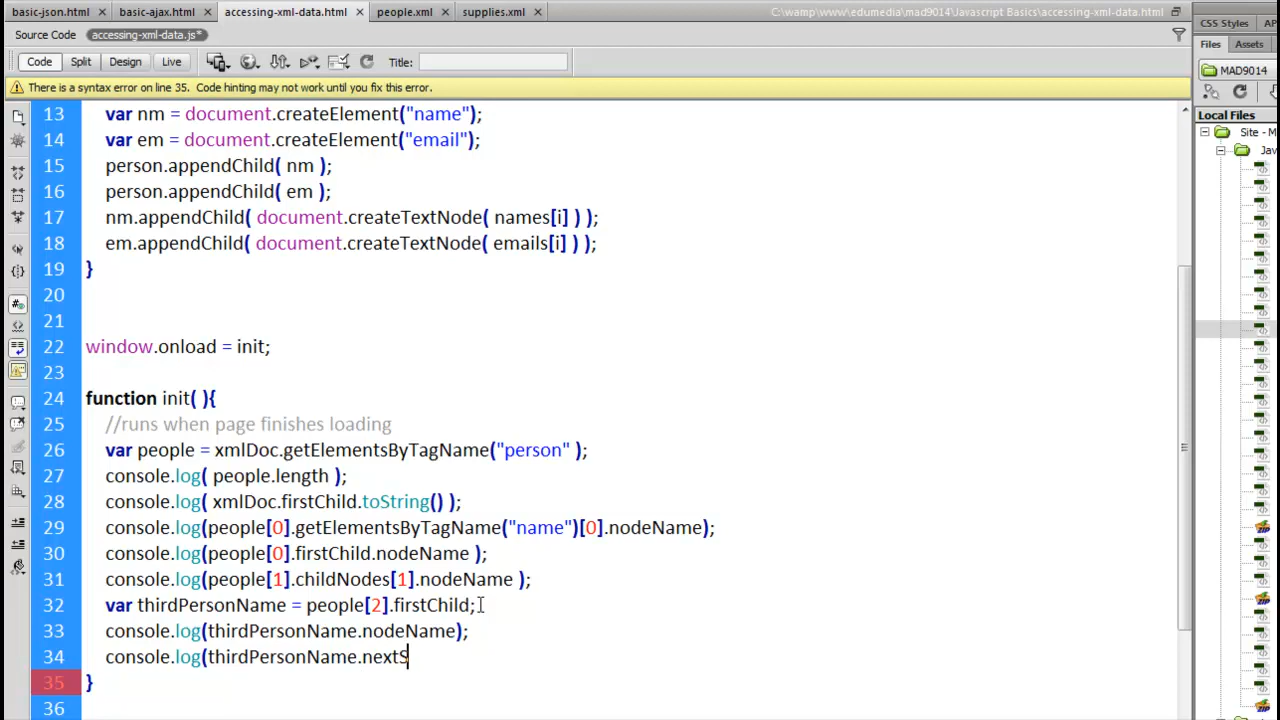 basic-json.html × basic-ajax.html × accessing-xml-data.html × people.xml × supplies.xml × C:\wamp\www\edumedia\mad9014\Javascript Basics\accessing-xml-data.html
CSS Styles AP
Source Code accessing-xml-data.js*
Files Assets
Code Split Design Live Title:
MAD9014
There is a syntax error on line 35. Code hinting may not work until you fix this error.
Local Files
Site - M
Jav
13 var nm = document.createElement("name");
14 var em = document.createElement("email");
15 person.appendChild( nm );
16 person.appendChild( em );
17 nm.appendChild( document.createTextNode( names[i] ) );
18 em.appendChild( document.createTextNode( emails[i] ) );
19 }
20
21
22 window.onload = init;
23
24 function init( ){
25 //runs when page finishes loading
26 var people = xmlDoc.getElementsByTagName("person" );
27 console.log( people.length );
28 console.log( xmlDoc.firstChild.toString() );
29 console.log(people[0].getElementsByTagName("name")[0].nodeName);
30 console.log(people[0].firstChild.nodeName );
31 console.log(people[1].childNodes[1].nodeName );
32 var thirdPersonName = people[2].firstChild;
33 console.log(thirdPersonName.nodeName);
34 console.log(thirdPersonName.nextS
35 }
36